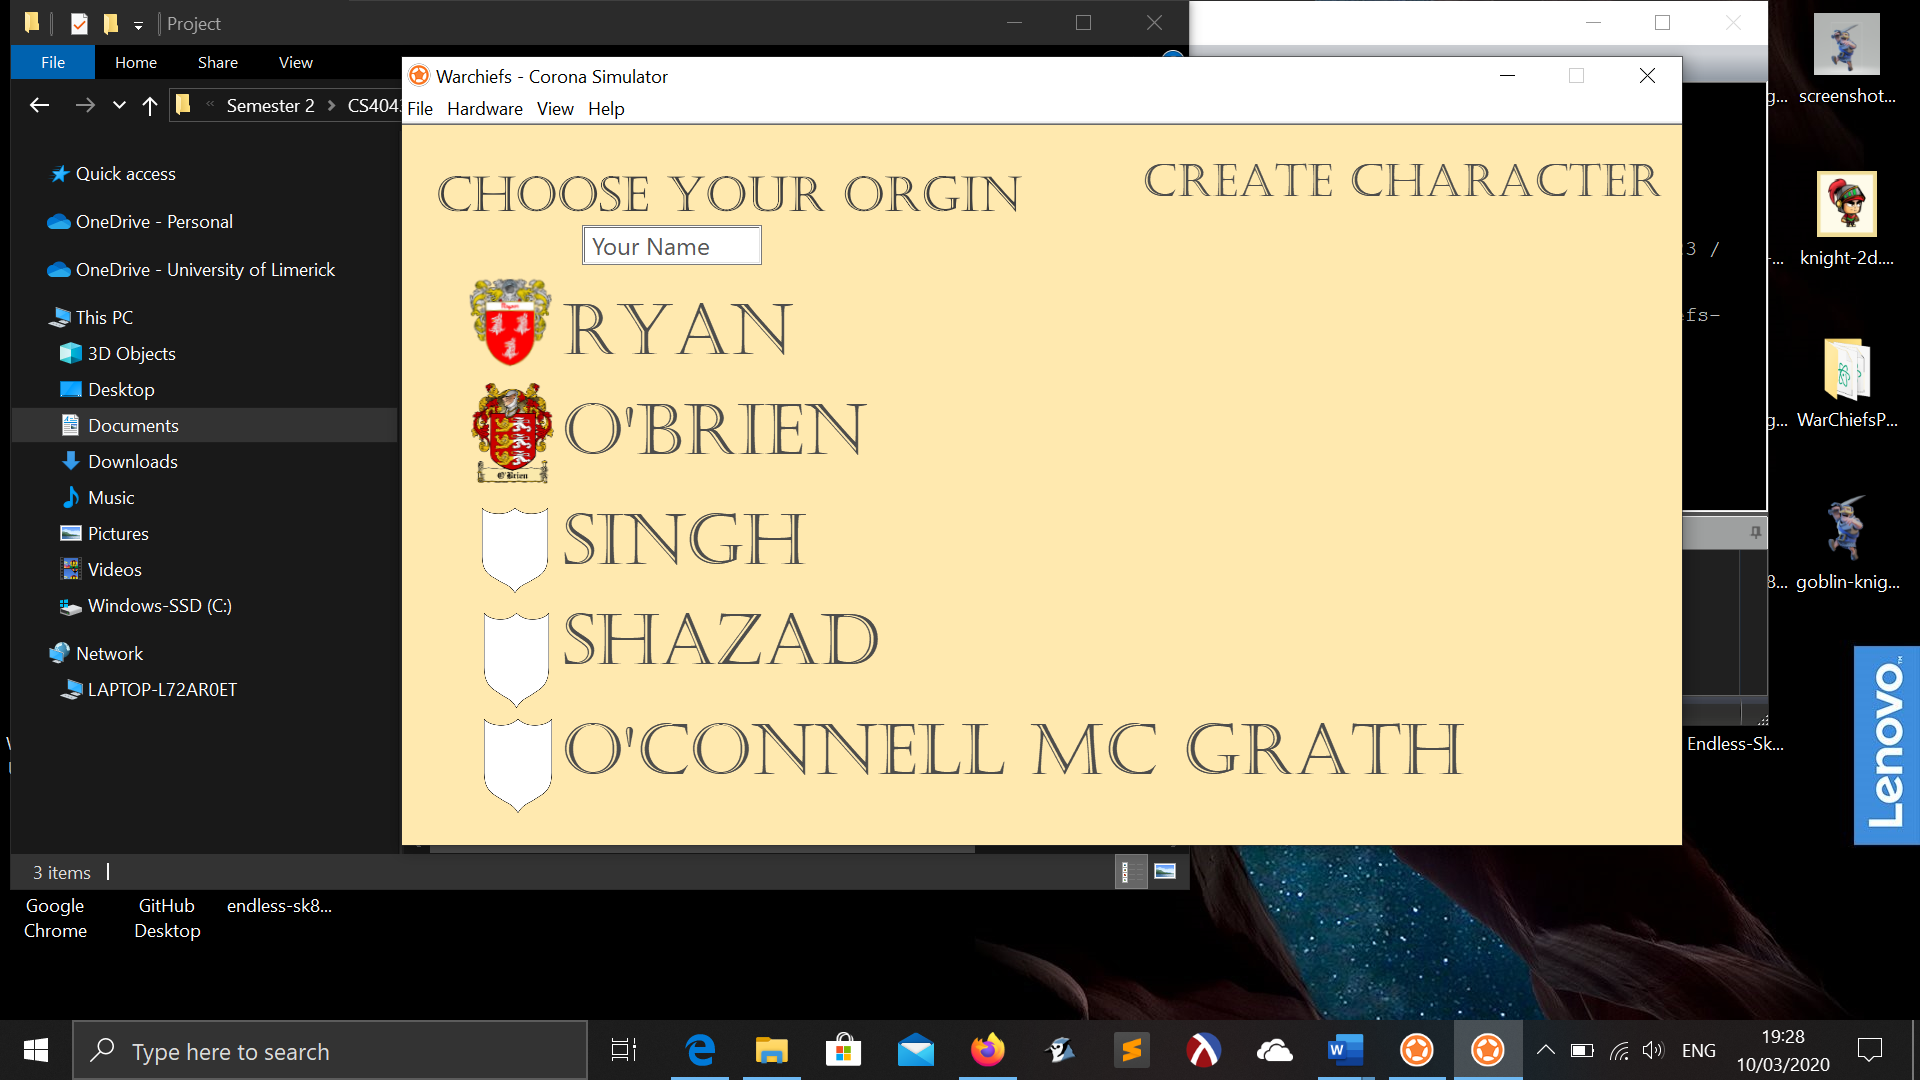 Project
File Home Share View
Semester 2 CS404
Quick access
OneDrive - Personal
OneDrive - University of Limerick
This PC
3D Objects
Desktop
Documents
Downloads
Music
Pictures
Videos
Windows-SSD (C:)
Network
LAPTOP-L72AR0ET
3 items
Warchiefs - Corona Simulator
File Hardware View Help
CHOOSE YOUR ORGIN
CREATE CHARACTER
Your Name
Ryan
RYAN
O'Brien
O'BRIEN
SINGH
SHAZAD
O'CONNELL MC GRATH
3 /
efs-
screenshot...
knight-2d....
WarChiefsP...
goblin-knig...
Endless-Sk...
Lenovo
Google
Chrome
GitHub
Desktop
endless-sk8...
Type here to search
ENG
19:28
10/03/2020